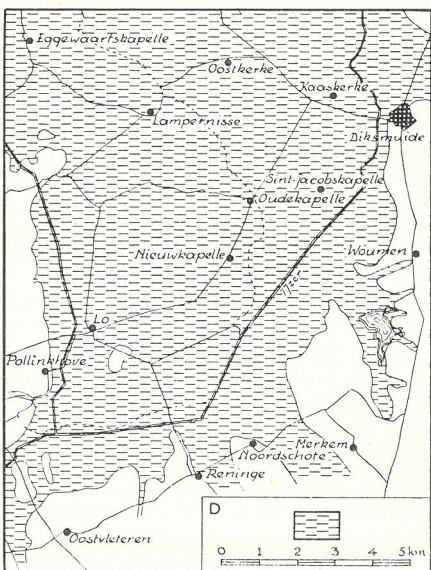 Eggewaartskapelle
Oostkerke
Kaaskerke
Lampernisse
Diksmuide
Sint-Jacobskapelle
Oudekapelle
Nieuwkapelle
Woumen
IJzer
Lo
Pollinkhove
Merkem
Noordschote
Reninge
Oostvleteren
D
0 1 2 3 4 5 km